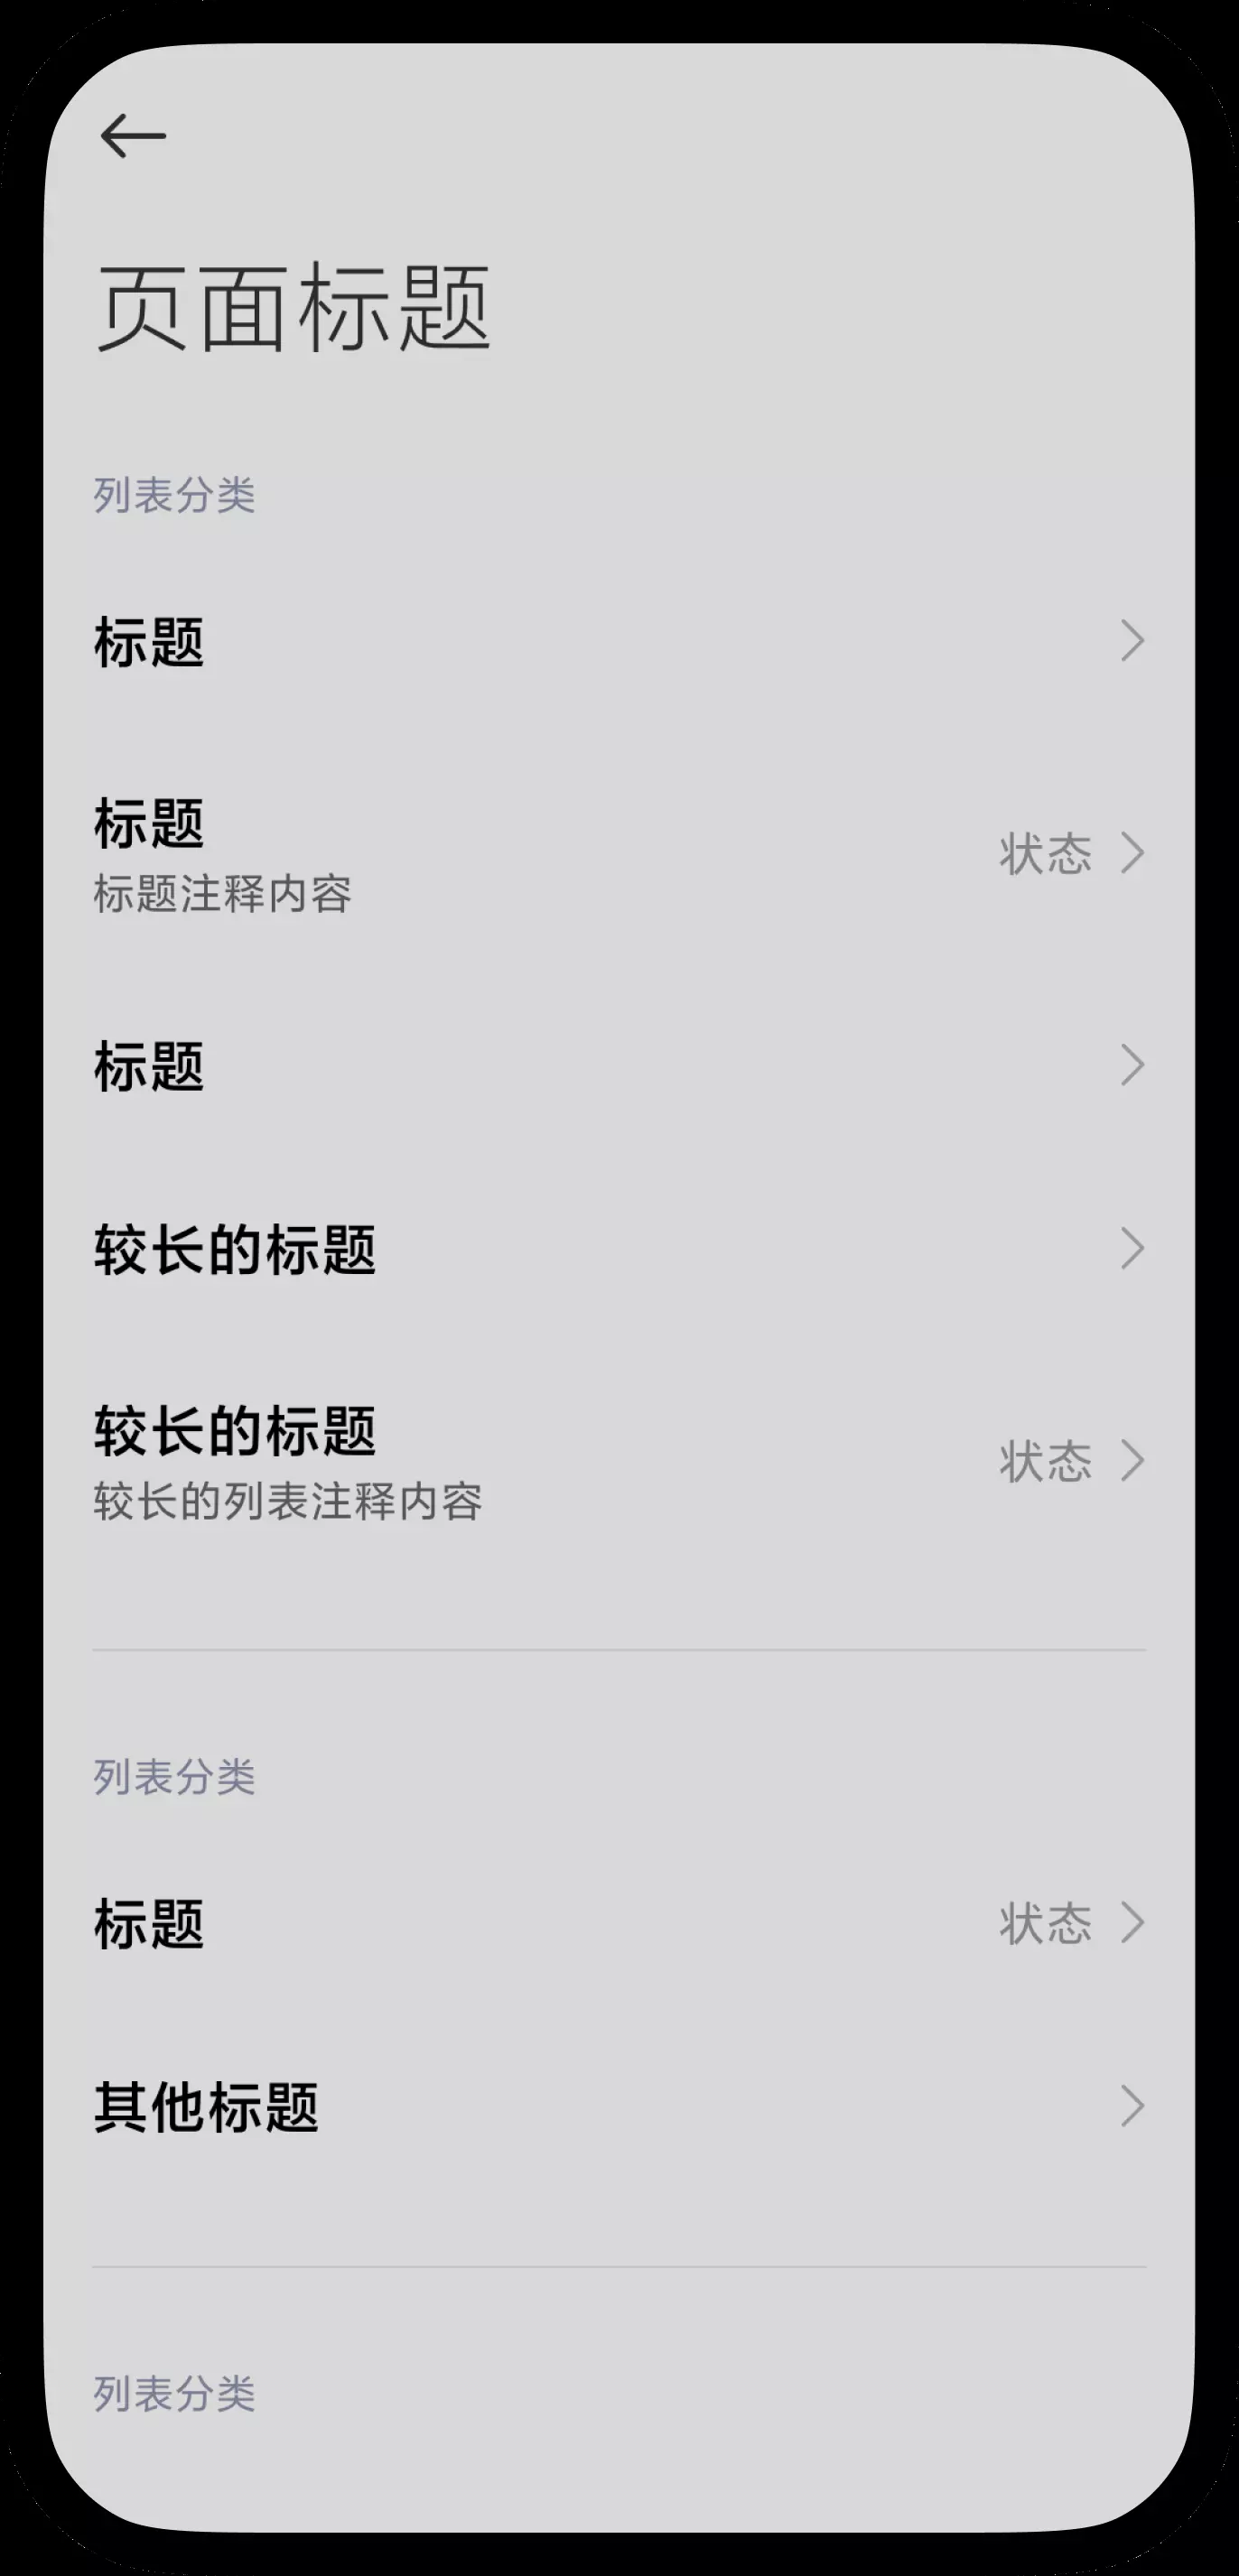 页面标题
列表分类
标题
标题
标题注释内容
状态
标题
较长的标题
较长的标题
较长的列表注释内容
状态
列表分类
标题
状态
其他标题
列表分类